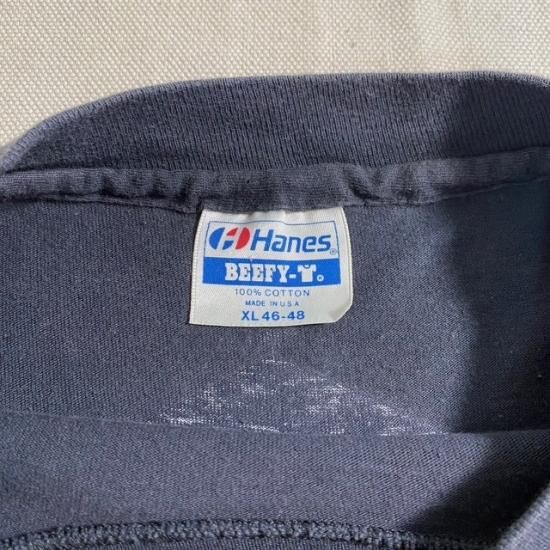 Hanes®
BEEFY-T®
100% COTTON
MADE IN U.S.A
XL 46-48